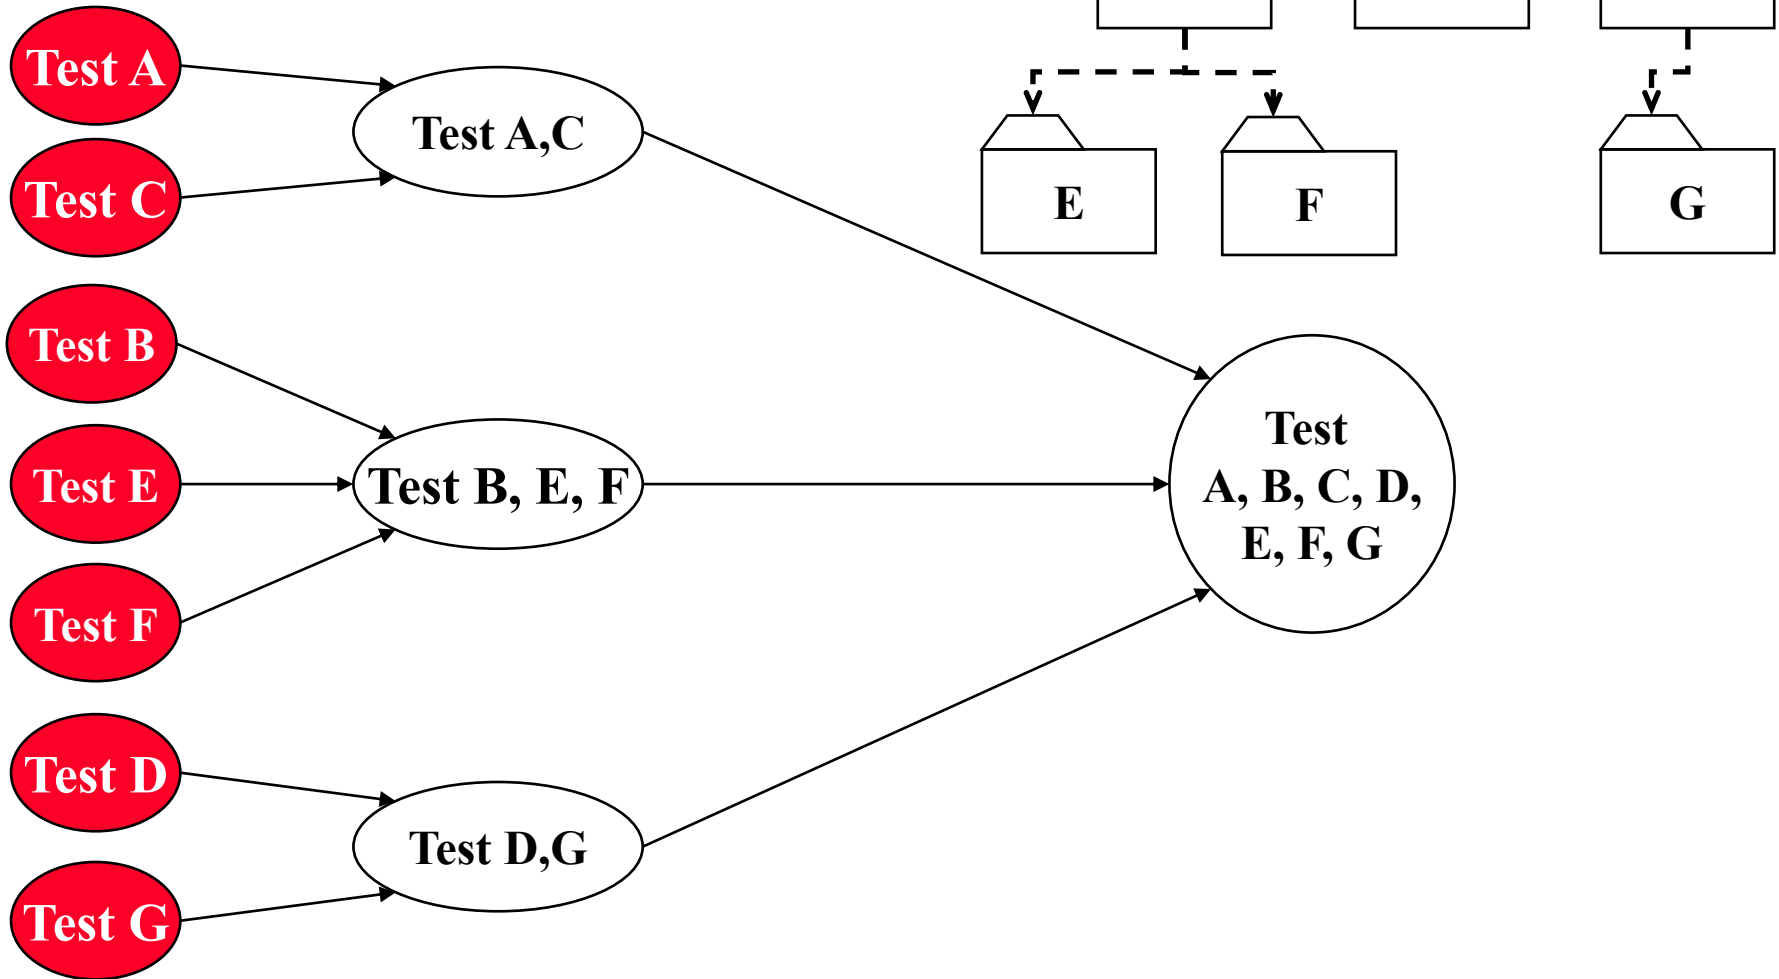 Test A
Test C
Test A,C
E
F
G
Test B
Test E
Test F
Test B, E, F
Test
A, B, C, D,
E, F, G
Test D
Test G
Test D,G